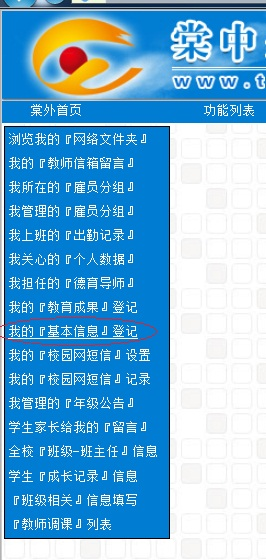 棠中
www.t
棠外首页 功能列表
浏览我的『网络文件夹』
我的『教师信箱留言』
我所在的『雇员分组』
我管理的『雇员分组』
我上班的『出勤记录』
我关心的『个人数据』
我担任的『德育导师』
我的『教育成果』登记
我的『基本信息』登记
我的『校园网短信』设置
我的『校园网短信』记录
我管理的『年级公告』
学生家长给我的『留言』
全校『班级-班主任』信息
学生『成长记录』信息
『班级相关』信息填写
『教师调课』列表